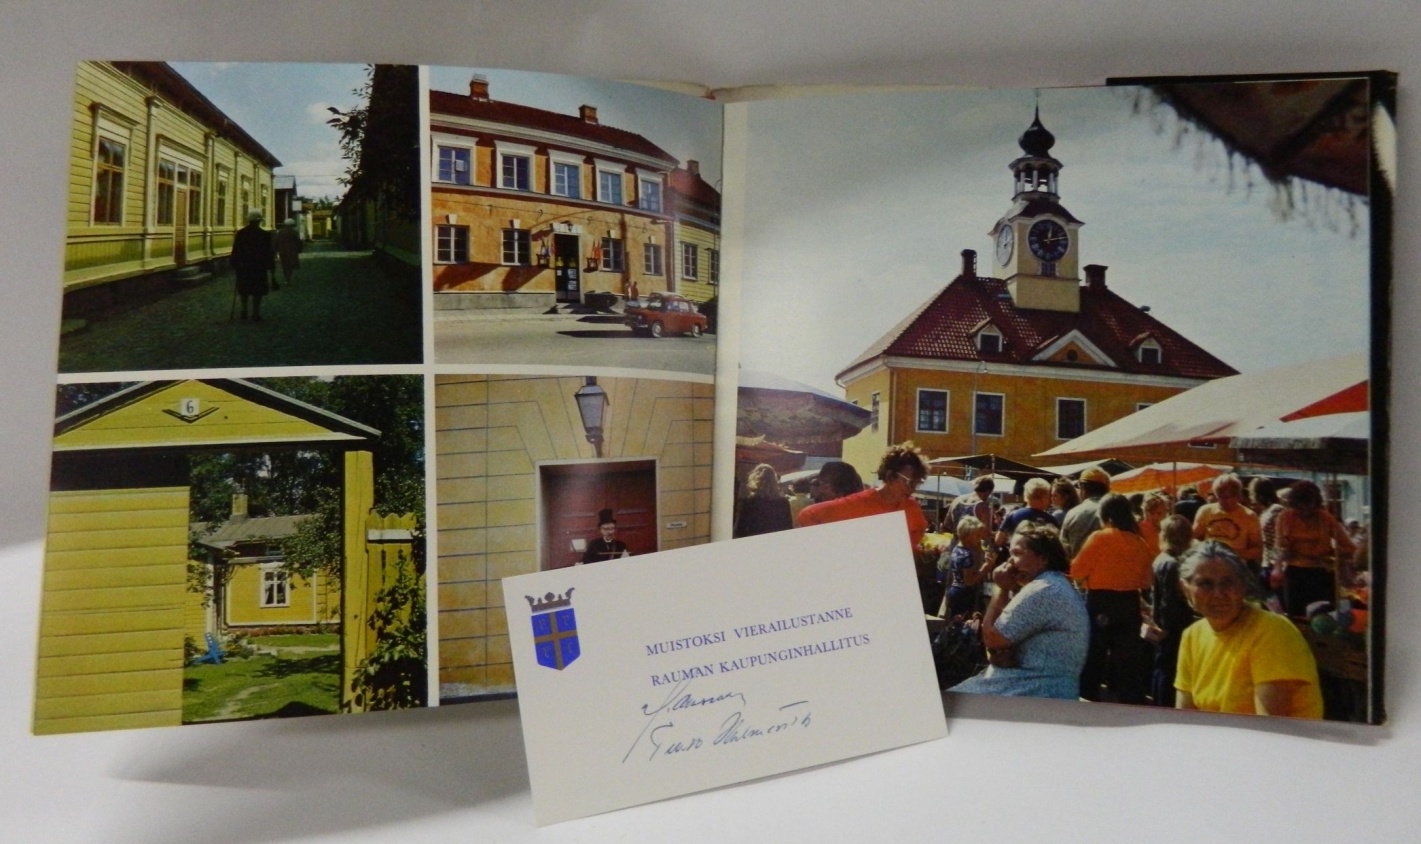 6
MUISTOKSI VIERAILUSTANNE
RAUMAN KAUPUNGINHALLITUS